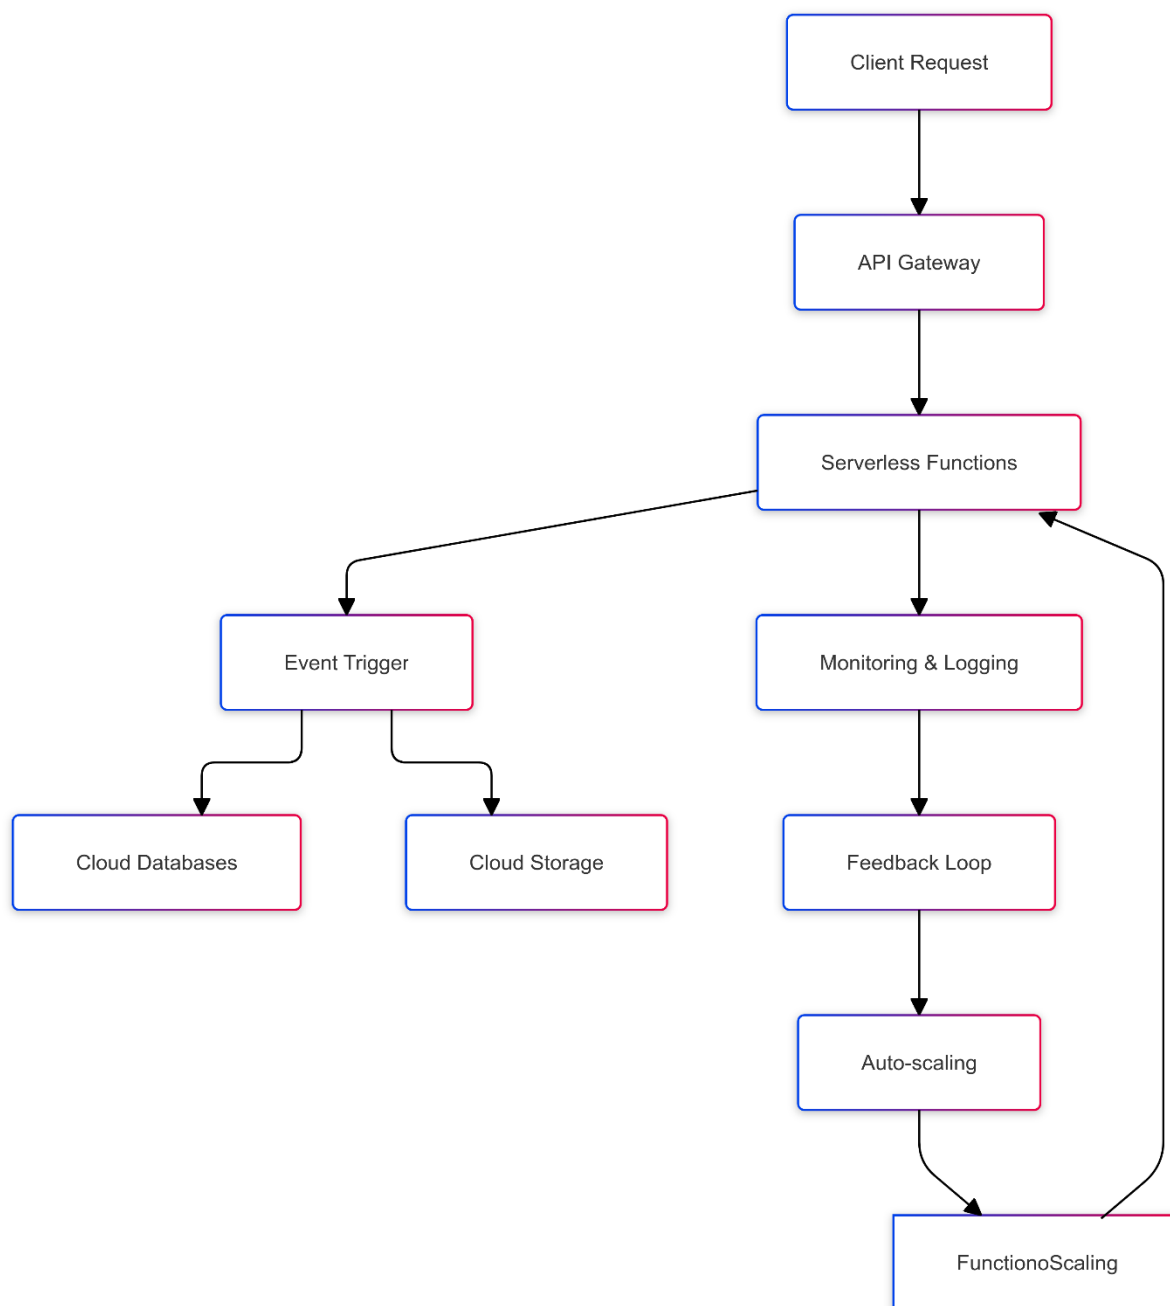 Client Request
API Gateway
Serverless Functions
Event Trigger
Monitoring & Logging
Cloud Databases
Cloud Storage
Feedback Loop
Auto-scaling
FunctionoScaling